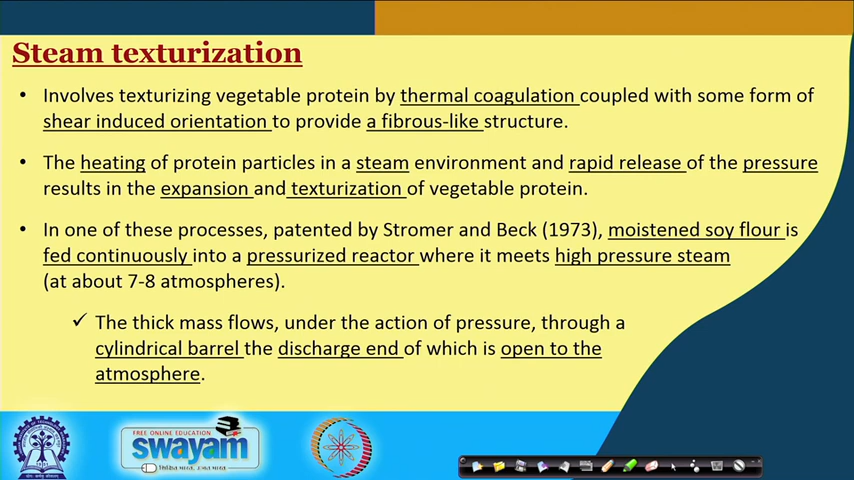 Steam texturization
• Involves texturizing vegetable protein by thermal coagulation coupled with some form of
shear induced orientation to provide a fibrous-like structure.
• The heating of protein particles in a steam environment and rapid release of the pressure
results in the expansion and texturization of vegetable protein.
• In one of these processes, patented by Stromer and Beck (1973), moistened soy flour is
fed continuously into a pressurized reactor where it meets high pressure steam
(at about 7-8 atmospheres).
✓ The thick mass flows, under the action of pressure, through a
cylindrical barrel the discharge end of which is open to the
atmosphere.
FREE ONLINE EDUCATION
swayam